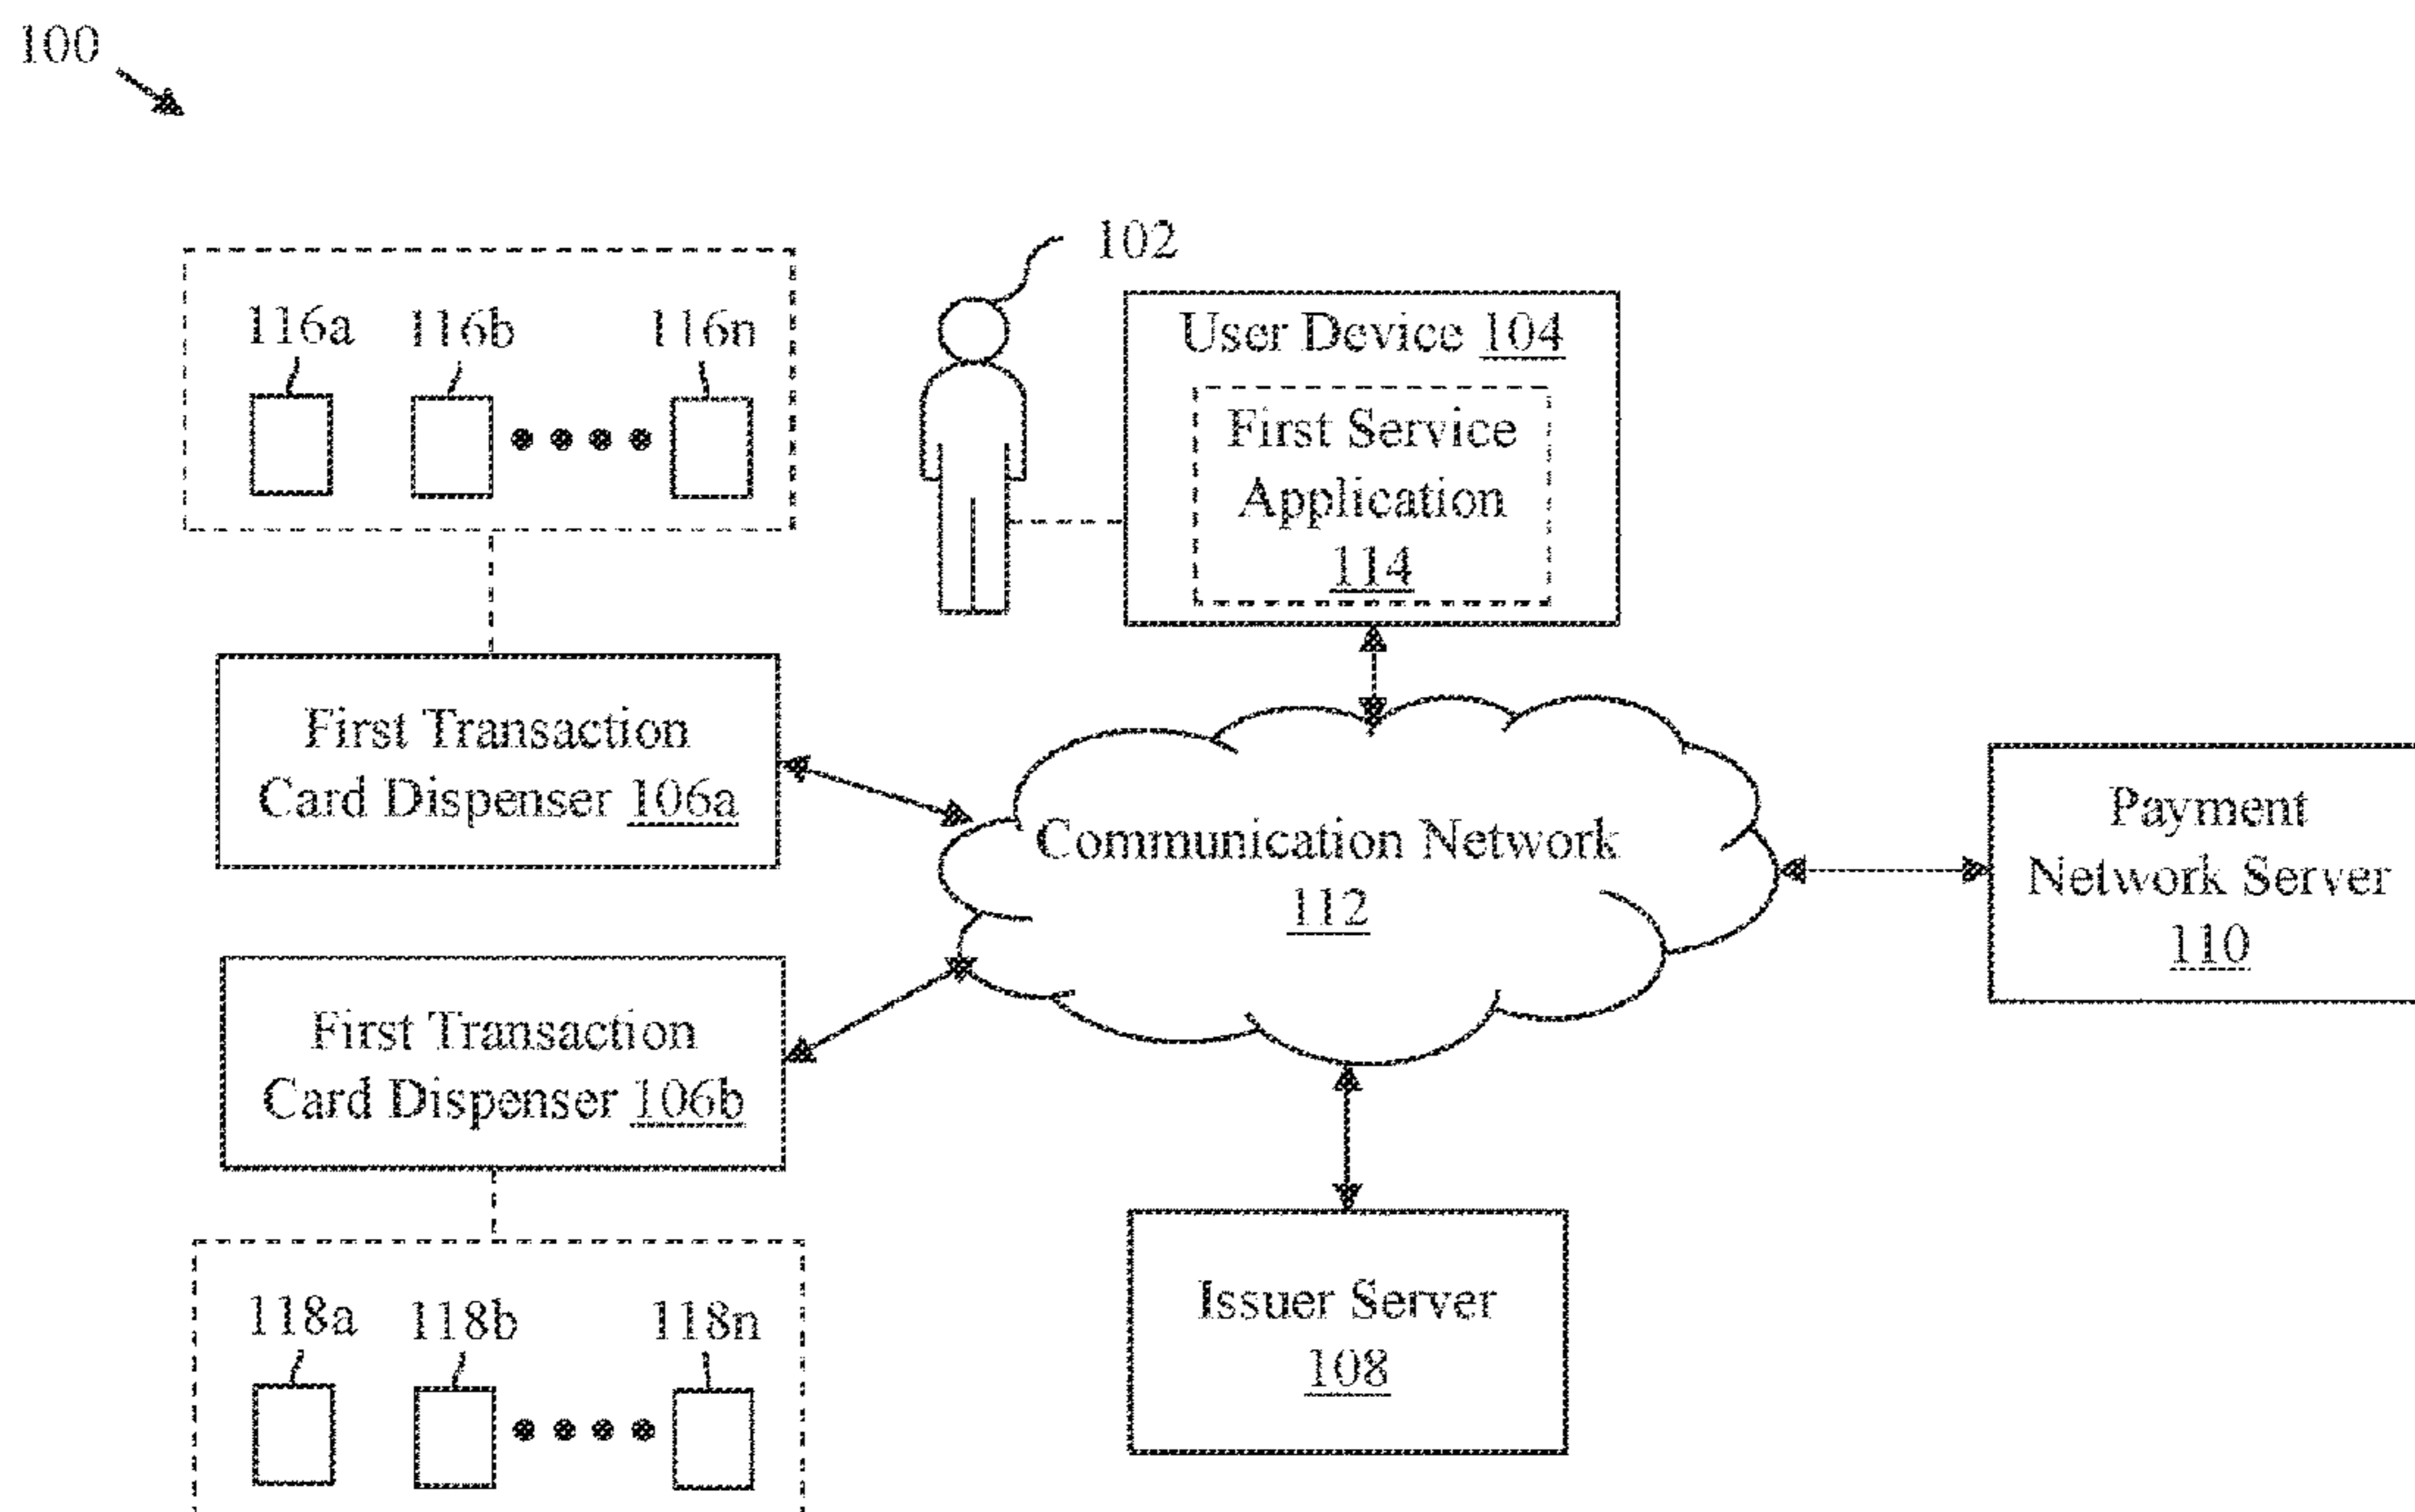 100
102
116a 116b 116n
User Device 104
First Service
Application
114
First Transaction
Card Dispenser 106a
Communication Network
112
Payment
Network Server
110
First Transaction
Card Dispenser 106b
118a 118b 118n
Issuer Server
108